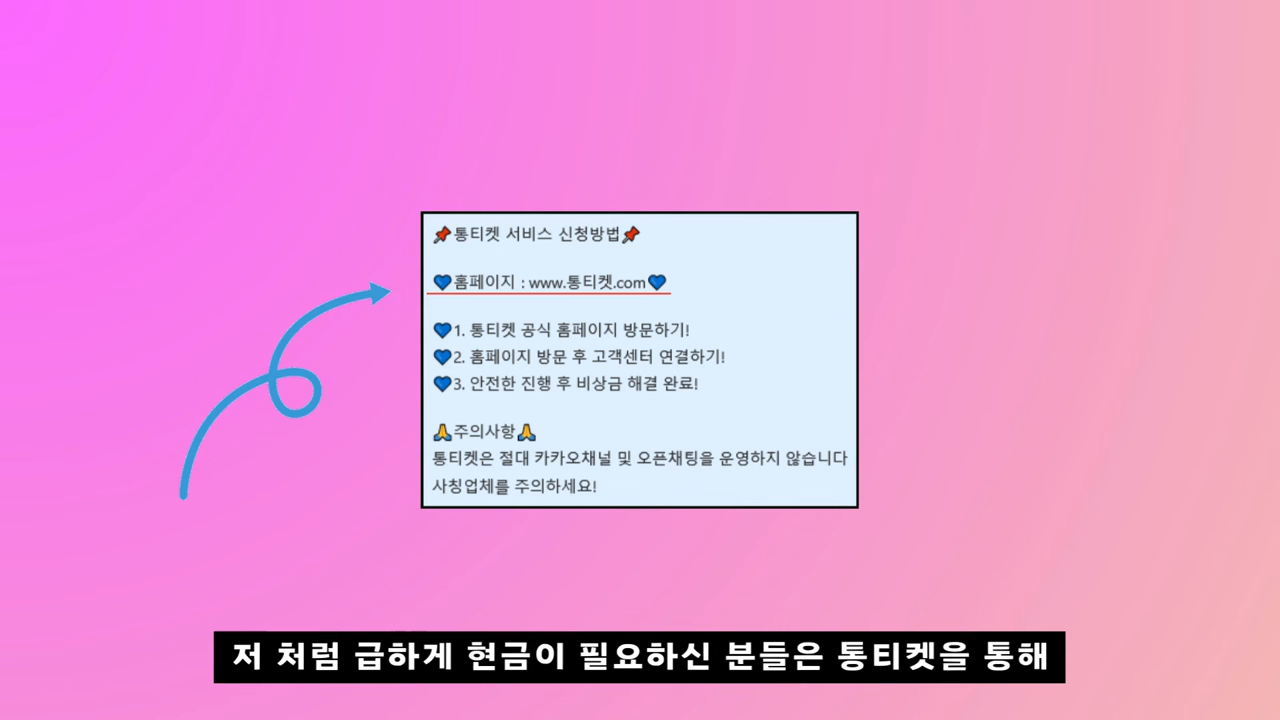 📌통티켓 서비스 신청방법📌
💙홈페이지 : www.통티켓.com💙
💙1. 통티켓 공식 홈페이지 방문하기!
💙2. 홈페이지 방문 후 고객센터 연결하기!
💙3. 안전한 진행 후 비상금 해결 완료!
🙏주의사항🙏
통티켓은 절대 카카오채널 및 오픈채팅을 운영하지 않습니다
사칭업체를 주의하세요!
저 처럼 급하게 현금이 필요하신 분들은 통티켓을 통해